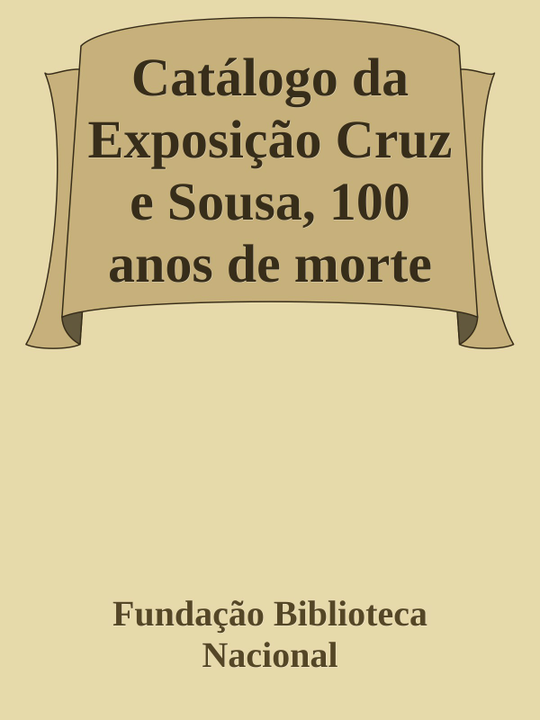 Catálogo da
Exposição Cruz
e Sousa, 100
anos de morte
Fundação Biblioteca
Nacional